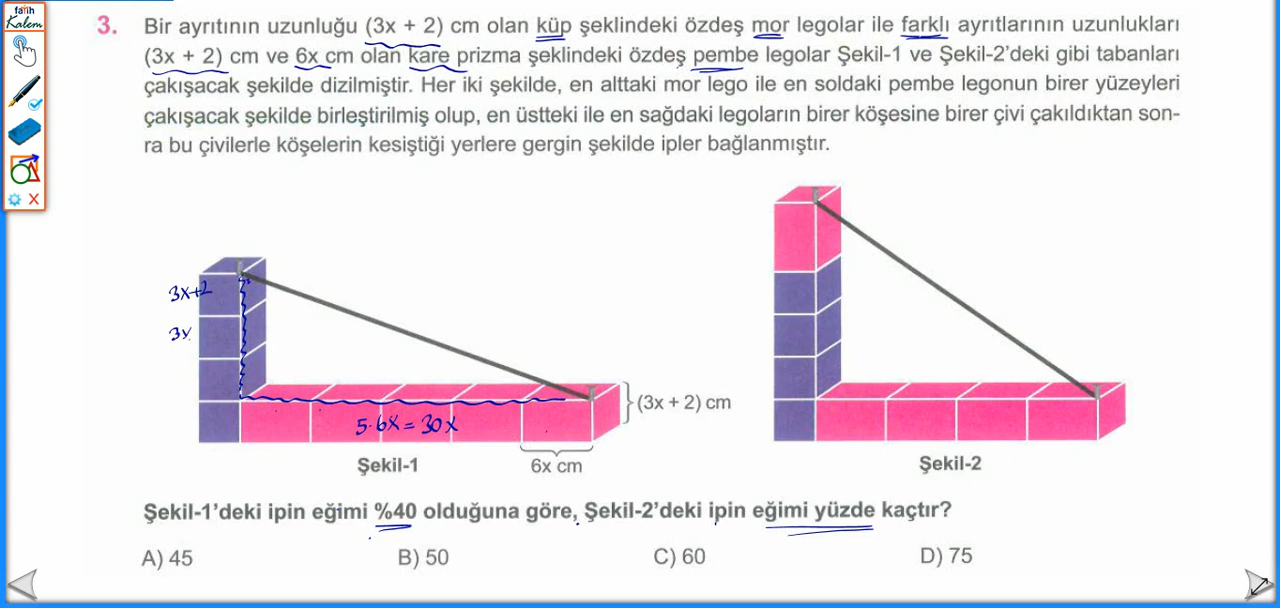 fatih
Kalem
3. Bir ayrıtının uzunluğu (3x + 2) cm olan küp şeklindeki özdeş mor legolar ile farklı ayrıtlarının uzunlukları
(3x + 2) cm ve 6x cm olan kare prizma şeklindeki özdeş pembe legolar Şekil-1 ve Şekil-2'deki gibi tabanları
çakışacak şekilde dizilmiştir. Her iki şekilde, en alttaki mor lego ile en soldaki pembe legonun birer yüzeyleri
çakışacak şekilde birleştirilmiş olup, en üstteki ile en sağdaki legoların birer köşesine birer çivi çakıldıktan son-
ra bu çivilerle köşelerin kesiştiği yerlere gergin şekilde ipler bağlanmıştır.
3x+2
3x
(3x + 2) cm
5.6x = 30x
Şekil-1
6x cm
Şekil-2
Şekil-1'deki ipin eğimi %40 olduğuna göre, Şekil-2'deki ipin eğimi yüzde kaçtır?
A) 45 B) 50 C) 60 D) 75